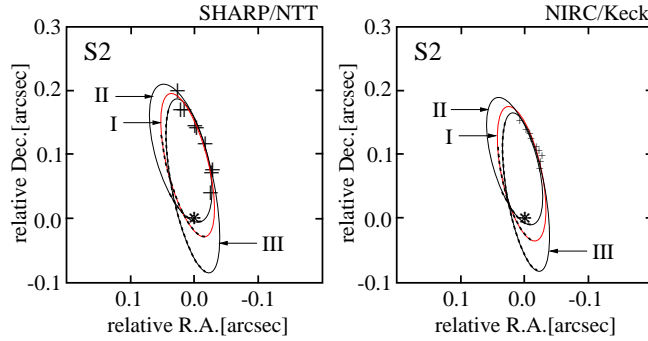 SHARP/NTT
0.3
S2
0.2
II
I
0.1
0.0
III
-0.1
0.1 0.0 -0.1
relative Dec.[arcsec]
relative R.A.[arcsec]
NIRC/Keck
0.3
S2
0.2
II
I
0.1
0.0
III
-0.1
0.1 0.0 -0.1
relative Dec.[arcsec]
relative R.A.[arcsec]